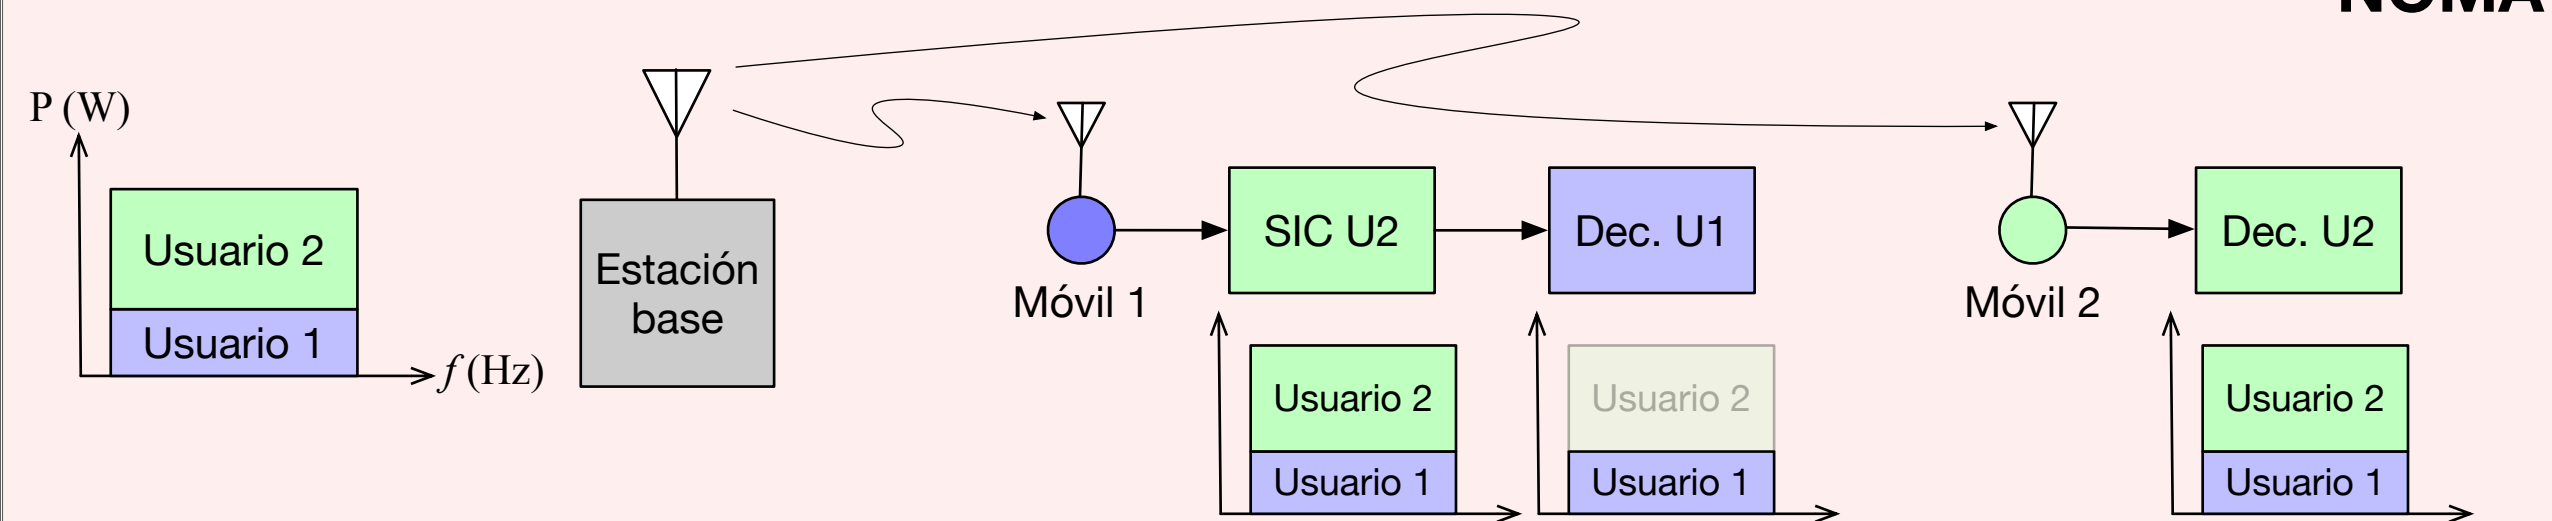 NOMA
P (W)
Usuario 2
Usuario 1
f (Hz)
Estación
base
Móvil 1
SIC U2
Dec. U1
Usuario 2
Usuario 1
Usuario 2
Usuario 1
Móvil 2
Dec. U2
Usuario 2
Usuario 1